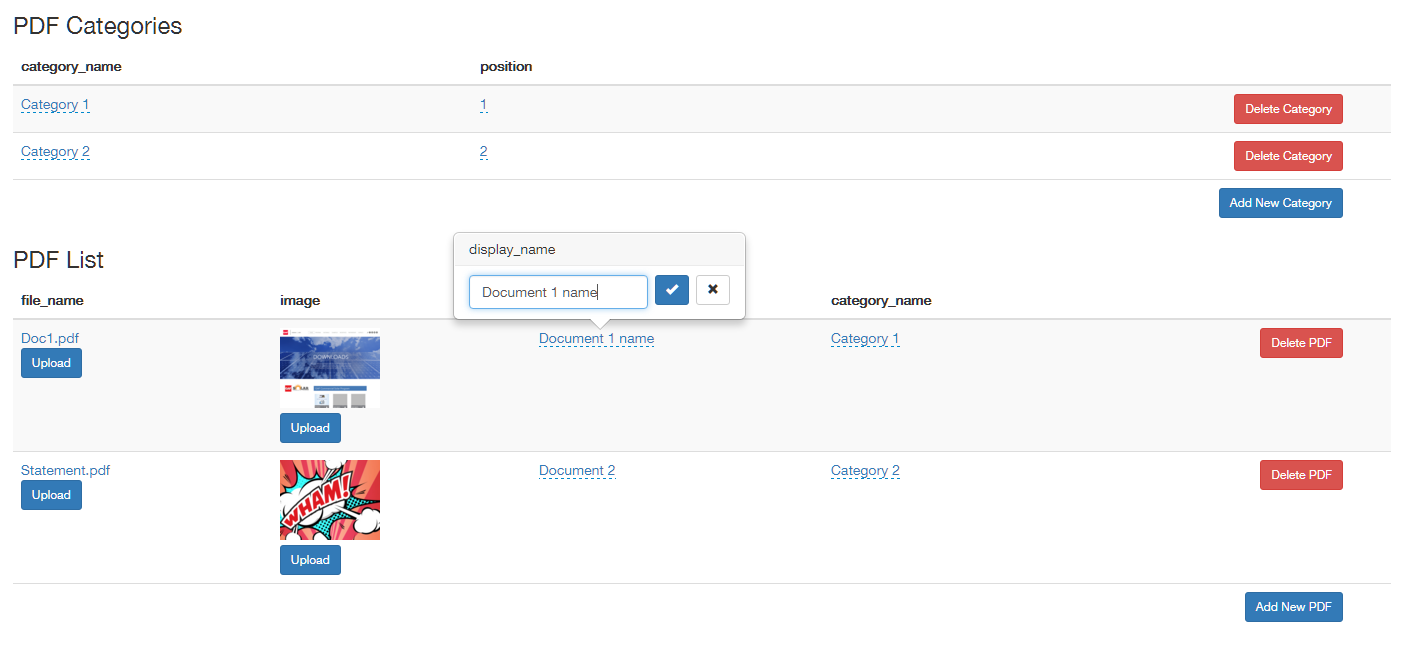 PDF Categories
category_name position
Category 1 1 Delete Category
Category 2 2 Delete Category
Add New Category
display_name
PDF List
Document 1 name
file_name image category_name
Doc1.pdf Document 1 name Category 1 Delete PDF
Upload
DOWNLOADS
Upload
Statement.pdf Document 2 Category 2 Delete PDF
Upload
WHAM!
Upload
Add New PDF